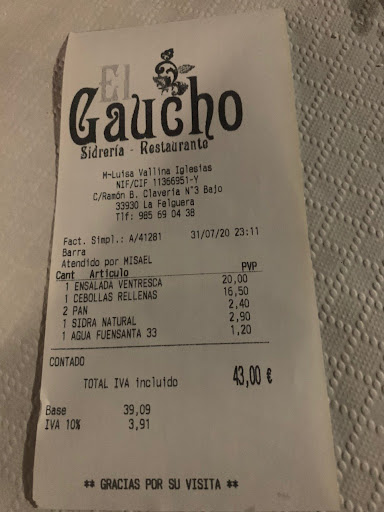 El
Gaucho
Sidrería - Restaurante
M-Luisa Vallina Iglesias
NIF/CIF 11366951-Y
C/Ramón B. Clavería N°3 Bajo
33930 La Felguera
Tlf: 985 69 04 38
Fact. Simpl.: A/41281 31/07/20 23:11
Barra
Atendido por MISAEL
Cant Artículo PVP
1 ENSALADA VENTRESCA 20,00
1 CEBOLLAS RELLENAS 16,50
2 PAN 2,40
1 SIDRA NATURAL 2,90
1 AGUA FUENSANTA 33 1,20
CONTADO
TOTAL IVA incluido 43,00 €
Base 39,09
IVA 10% 3,91
** GRACIAS POR SU VISITA **